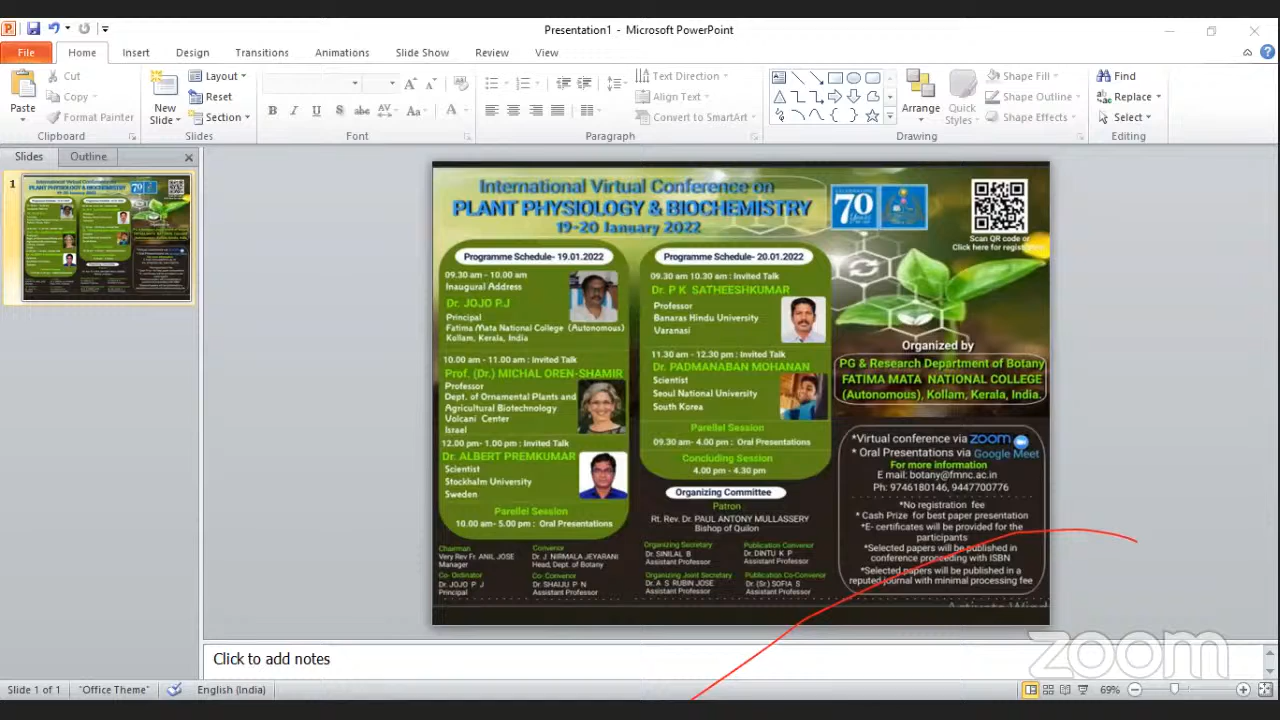 Presentation1 - Microsoft PowerPoint
File Home Insert Design Transitions Animations Slide Show Review View
Paste
Cut
Copy
Format Painter
Clipboard
New Slide
Layout
Reset
Section
Slides
Font
Text Direction
Align Text
Convert to SmartArt
Paragraph
Arrange
Quick Styles
Shape Fill
Shape Outline
Shape Effects
Drawing
Find
Replace
Select
Editing
Slides Outline
1
International Virtual Conference on
PLANT PHYSIOLOGY & BIOCHEMISTRY
19-20 January 2022
70
Scan QR code or
Click here for registration
Programme Schedule- 19.01.2022
09.30 am - 10.00 am
Inaugural Address
Dr. JOJO P.J
Principal
Fatima Mata National College (Autonomous)
Kollam, Kerala, India
10.00 am - 11.00 am : Invited Talk
Prof. (Dr.) MICHAL OREN-SHAMIR
Professor
Dept. of Ornamental Plants and
Agricultural Biotechnology
Volcani Center
Israel
12.00 pm- 1.00 pm : Invited Talk
Dr. ALBERT PREMKUMAR
Scientist
Stockhalm University
Sweden
Parellel Session
10.00 am- 5.00 pm : Oral Presentations
Programme Schedule- 20.01.2022
09.30 am 10.30 am : Invited Talk
Dr. P K SATHEESHKUMAR
Professor
Banaras Hindu University
Varanasi
11.30 am - 12.30 pm : Invited Talk
Dr. PADMANABAN MOHANAN
Scientist
Seoul National University
South Korea
Parellel Session
09.30 am- 4.00 pm : Oral Presentations
Concluding Session
4.00 pm - 4.30 pm
Organizing Committee
Patron
Rt. Rev. Dr. PAUL ANTONY MULLASSERY
Bishop of Quilon
Chairman
Very Rev Fr. ANIL JOSE
Manager
Convenor
Dr. J NIRMALA JEYARANI
Head, Dept. of Botany
Co-Ordinator
Dr. JOJO P J
Principal
Co-Convenor
Dr. SHAIJU P N
Assistant Professor
Organizing Secretary
Dr. SINILAL B
Assistant Professor
Publication Convenor
Dr. DINTU K P
Assistant Professor
Organizing Joint Secretary
Dr. A S RUBIN JOSE
Assistant Professor
Publication Co-Convenor
Dr. (Sr.) SOFIA S
Assistant Professor
Organized by
PG & Research Department of Botany
FATIMA MATA NATIONAL COLLEGE
(Autonomous), Kollam, Kerala, India.
*Virtual conference via zoom
* Oral Presentations via Google Meet
For more information
E mail: botany@fmnc.ac.in
Ph: 9746180146, 9447700776
*No registration fee
* Cash Prize for best paper presentation
*E- certificates will be provided for the
participants
*Selected papers will be published in
conference proceeding with ISBN
*Selected papers will be published in a
reputed journal with minimal processing fee
zoom
Click to add notes
Slide 1 of 1 "Office Theme" English (India) 69%